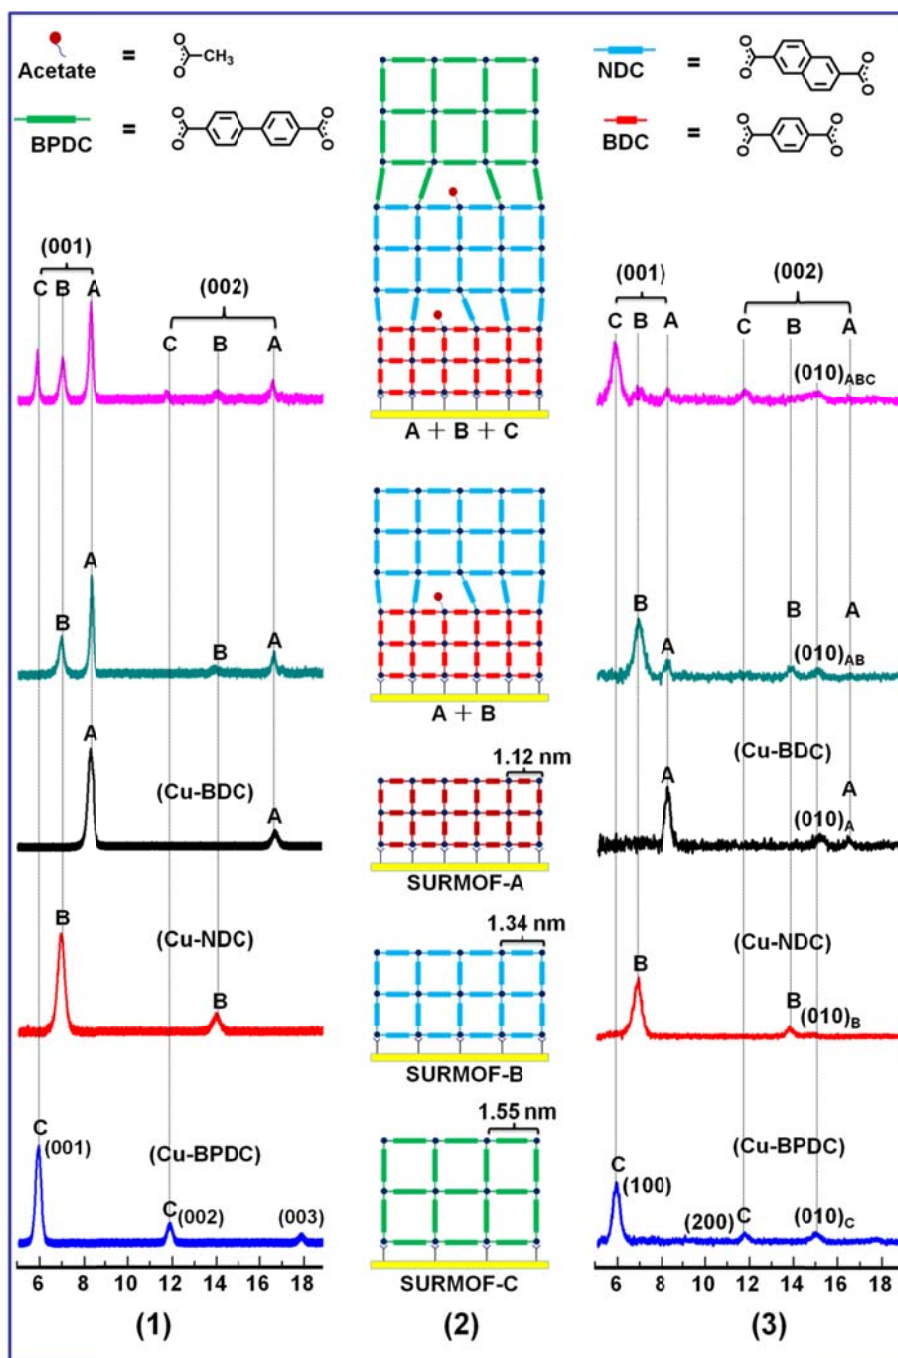 Acetate = O O CH3
BPDC = O O O O
NDC = O O O O
BDC = O O O O
(001)
C B A
(002)
C B A
A + B + C
(001)
C B A
(002)
C B A
(010)ABC
A
B
B A
A + B
B
A
B A
(010)AB
A
(Cu-BDC)
A
1.12 nm
SURMOF-A
(Cu-BDC)
A
A
(010)A
B
(Cu-NDC)
B
1.34 nm
SURMOF-B
(Cu-NDC)
B
B
(010)B
C
(001)
(Cu-BPDC)
C
(002)
(003)
1.55 nm
SURMOF-C
(Cu-BPDC)
C
(100)
(200)
C
(010)C
6 8 10 12 14 16 18
6 8 10 12 14 16 18
(1)
(2)
(3)